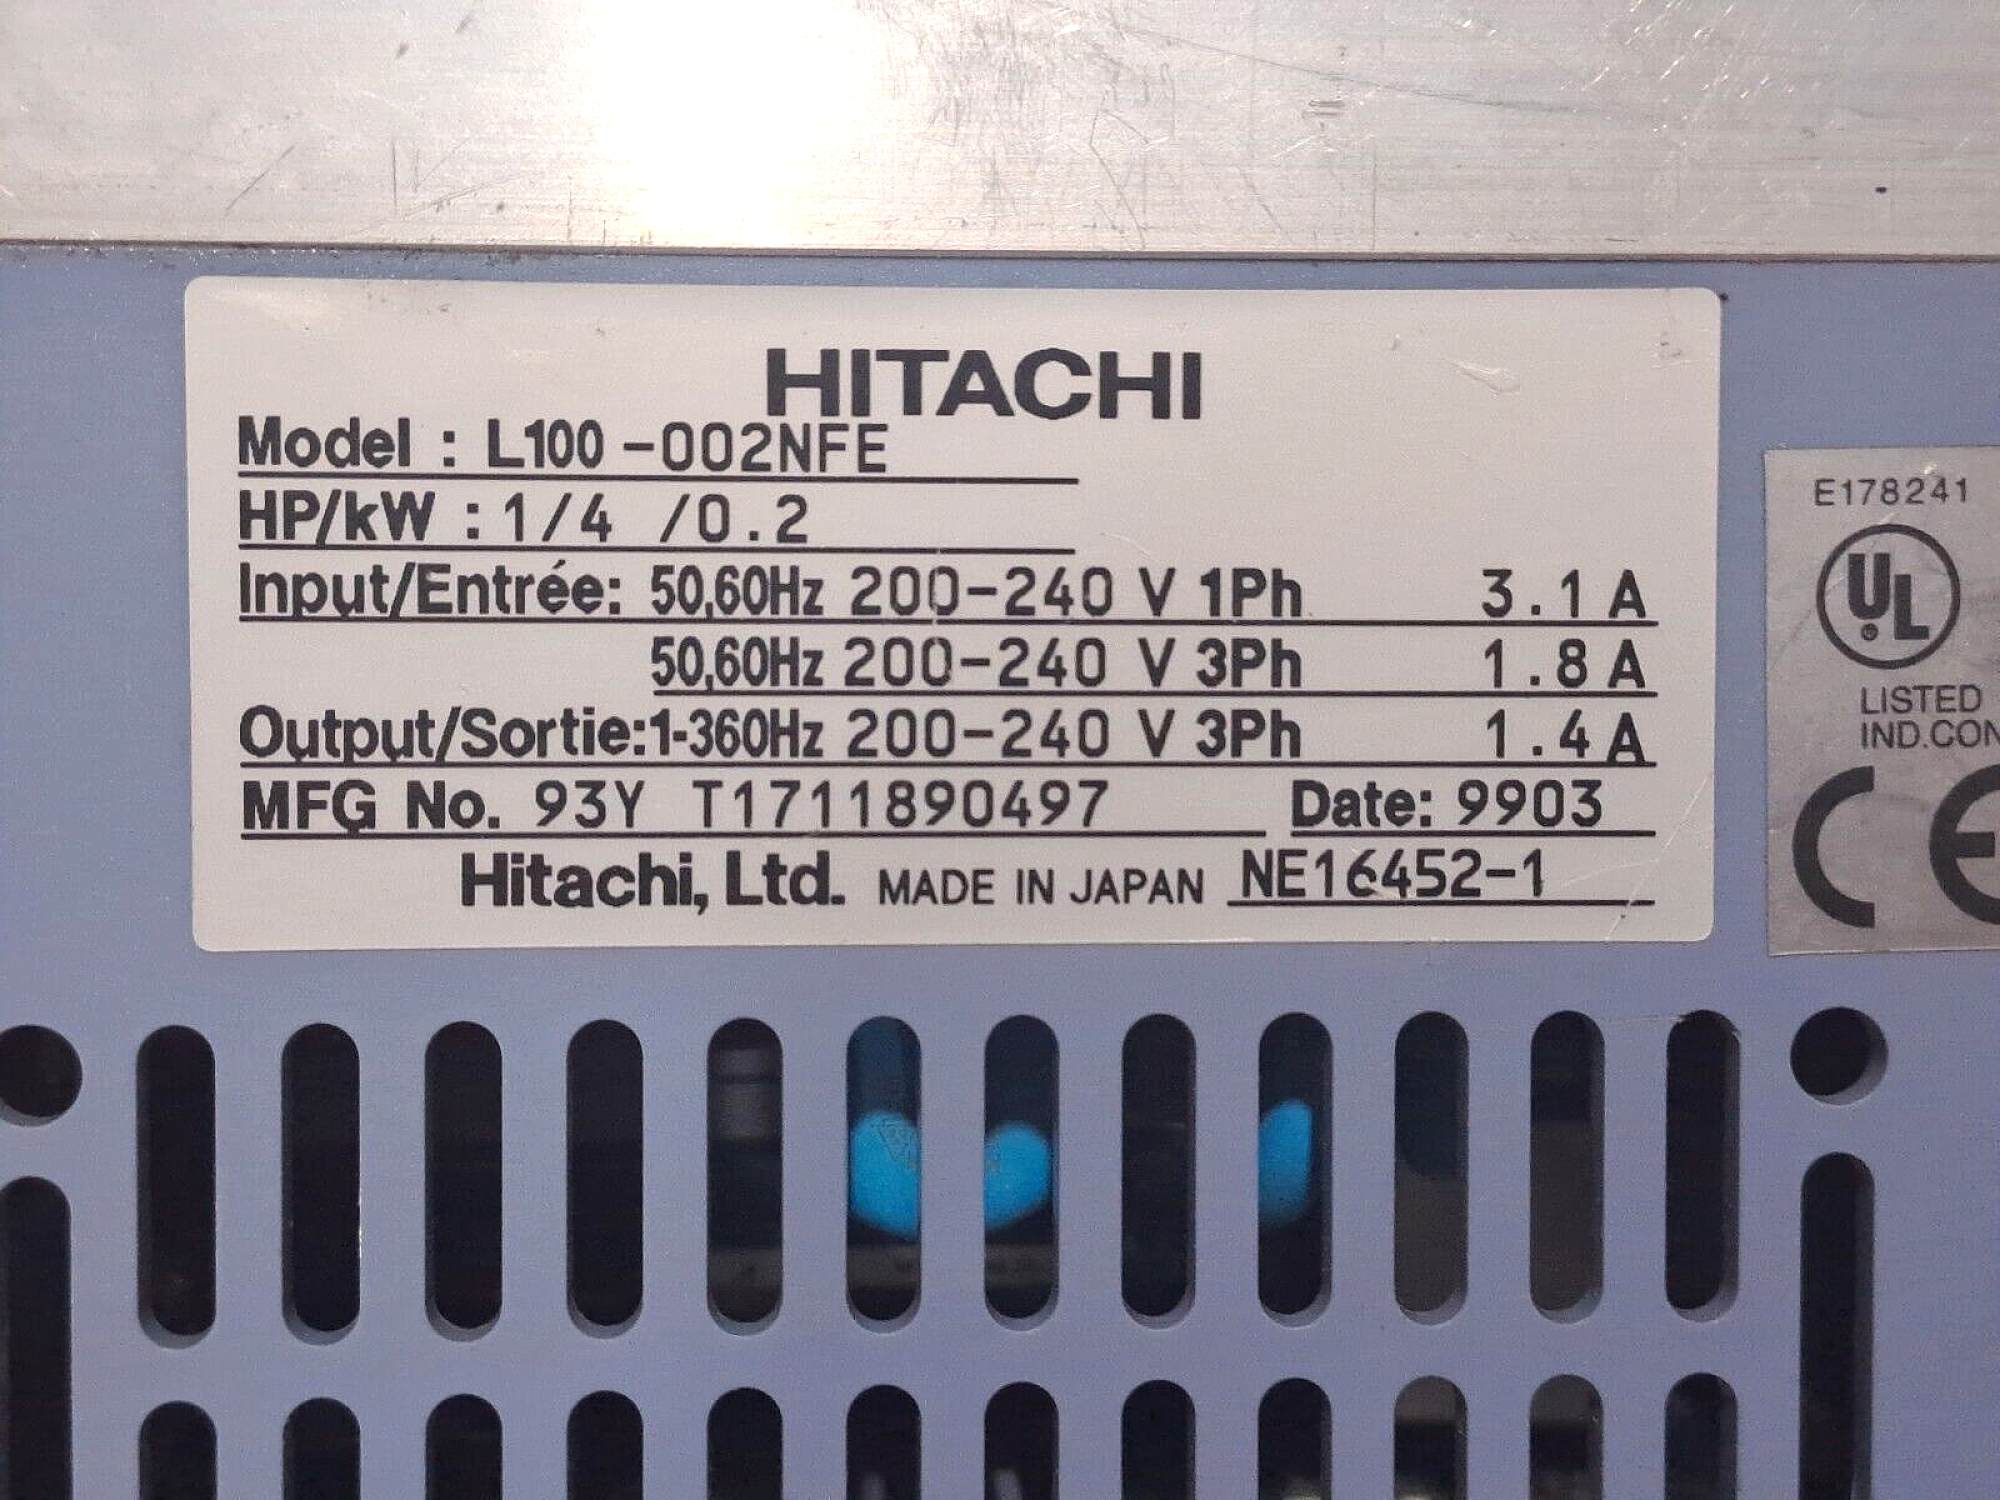 HITACHI
Model : L100 -002NFE
HP/kW : 1/4 /0.2
Input/Entrée: 50,60Hz 200-240 V 1Ph 3.1 A
50,60Hz 200-240 V 3Ph 1.8 A
Output/Sortie:1-360Hz 200-240 V 3Ph 1.4 A
MFG No. 93Y T1711890497 Date: 9903
Hitachi, Ltd. MADE IN JAPAN NE16452-1
E178241
UL
LISTED
IND.CON
CE